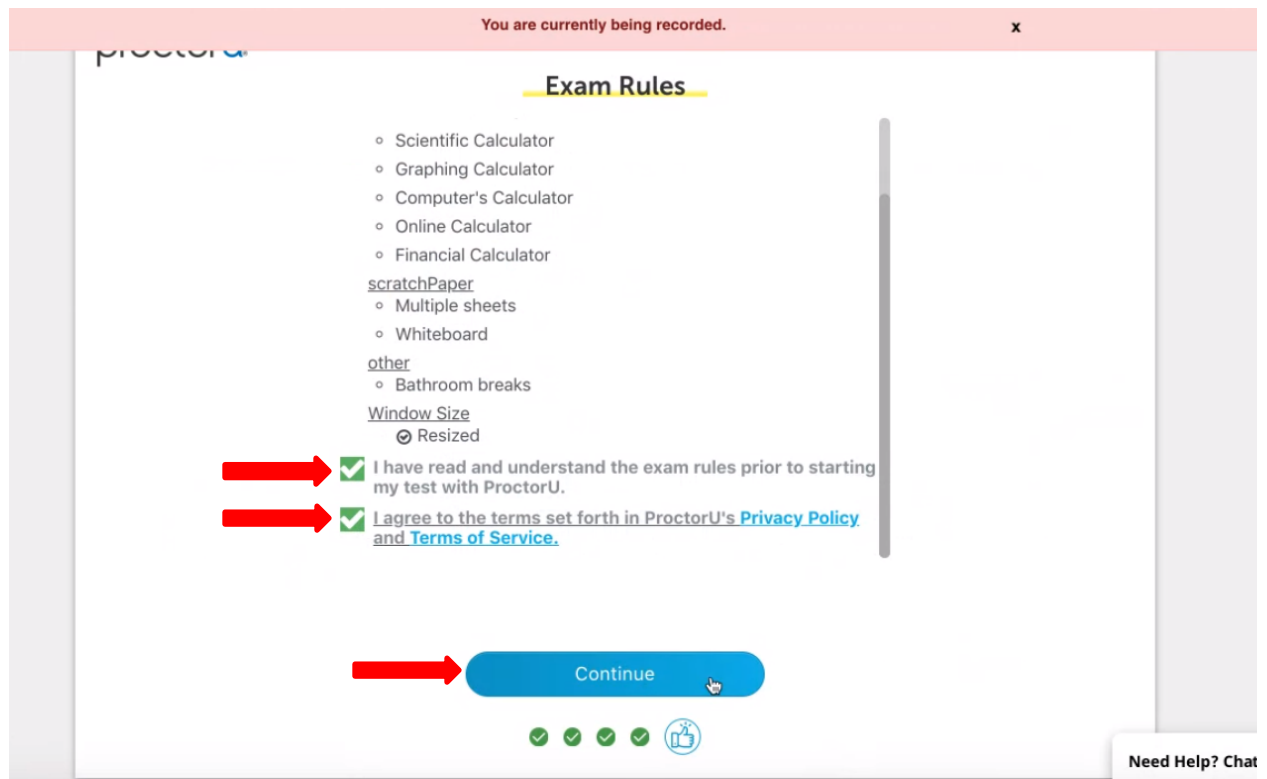 You are currently being recorded.
x
proctoru
Exam Rules
Scientific Calculator
Graphing Calculator
Computer's Calculator
Online Calculator
Financial Calculator
scratchPaper
Multiple sheets
Whiteboard
other
Bathroom breaks
Window Size
Resized
I have read and understand the exam rules prior to starting
my test with ProctorU.
I agree to the terms set forth in ProctorU's Privacy Policy
and Terms of Service.
Continue
Need Help? Chat